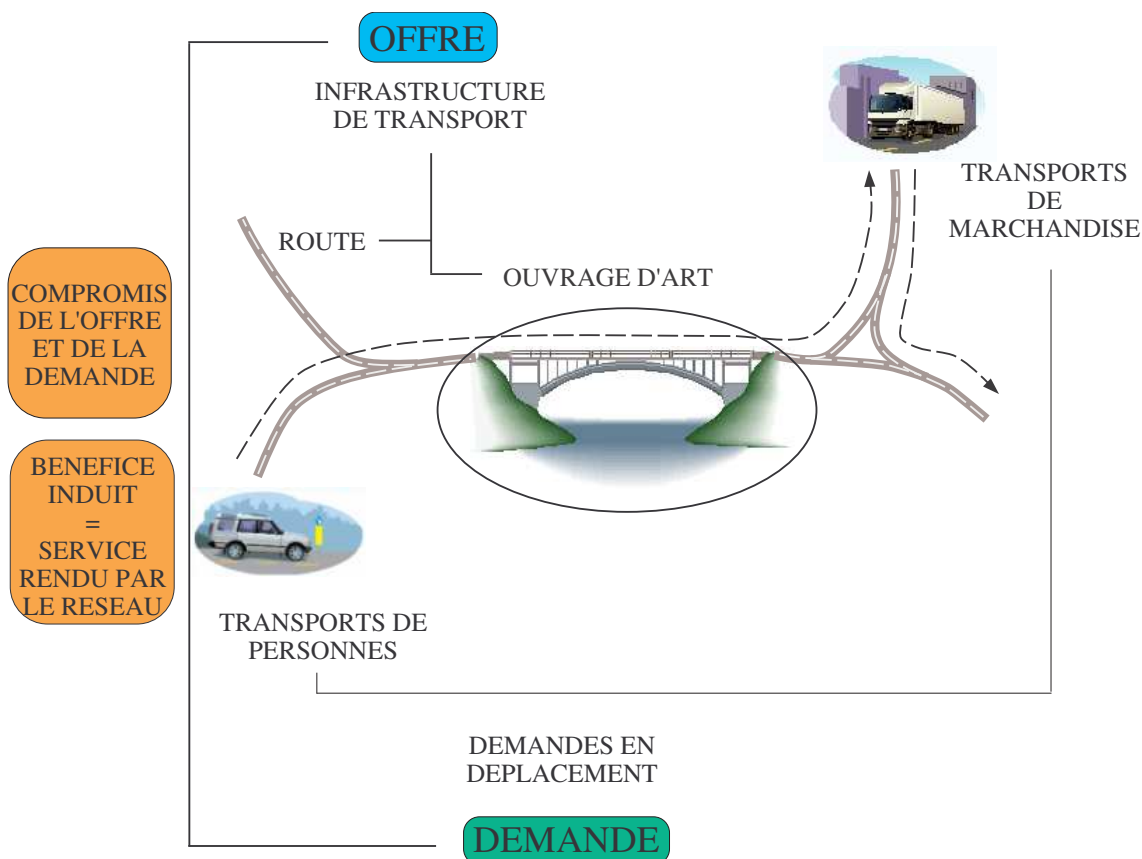 OFFRE
INFRASTRUCTURE
DE TRANSPORT
TRANSPORTS
DE
MARCHANDISE
ROUTE
OUVRAGE D'ART
COMPROMIS
DE L'OFFRE
ET DE LA
DEMANDE
BENEFICE
INDUIT
=
SERVICE
RENDU PAR
LE RESEAU
TRANSPORTS DE
PERSONNES
DEMANDES EN
DEPLACEMENT
DEMANDE